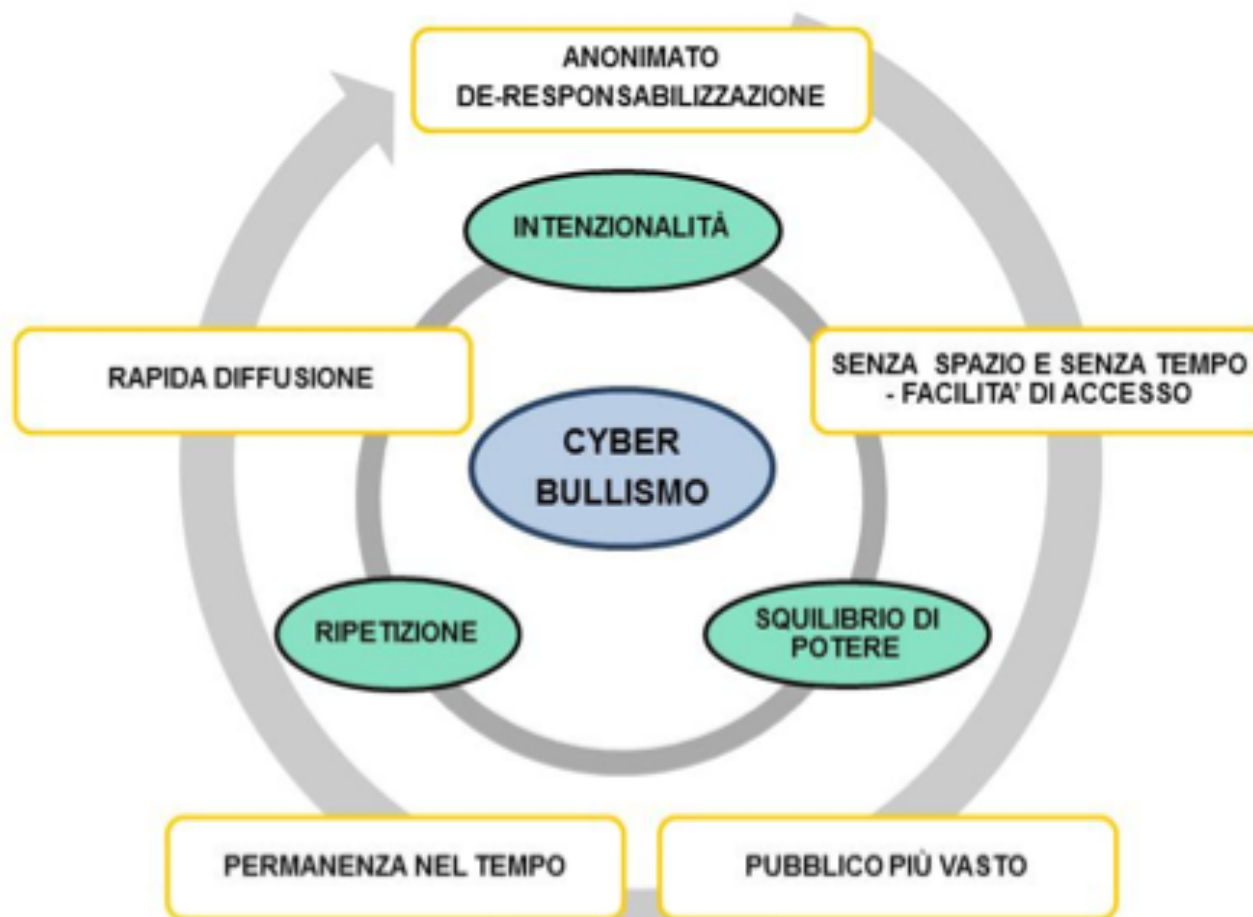 ANONIMATO
DE-RESPONSABILIZZAZIONE
INTENZIONALITÀ
RAPIDA DIFFUSIONE
SENZA SPAZIO E SENZA TEMPO
- FACILITA' DI ACCESSO
CYBER
BULLISMO
RIPETIZIONE
SQUILIBRIO DI
POTERE
PERMANENZA NEL TEMPO
PUBBLICO PIÙ VASTO